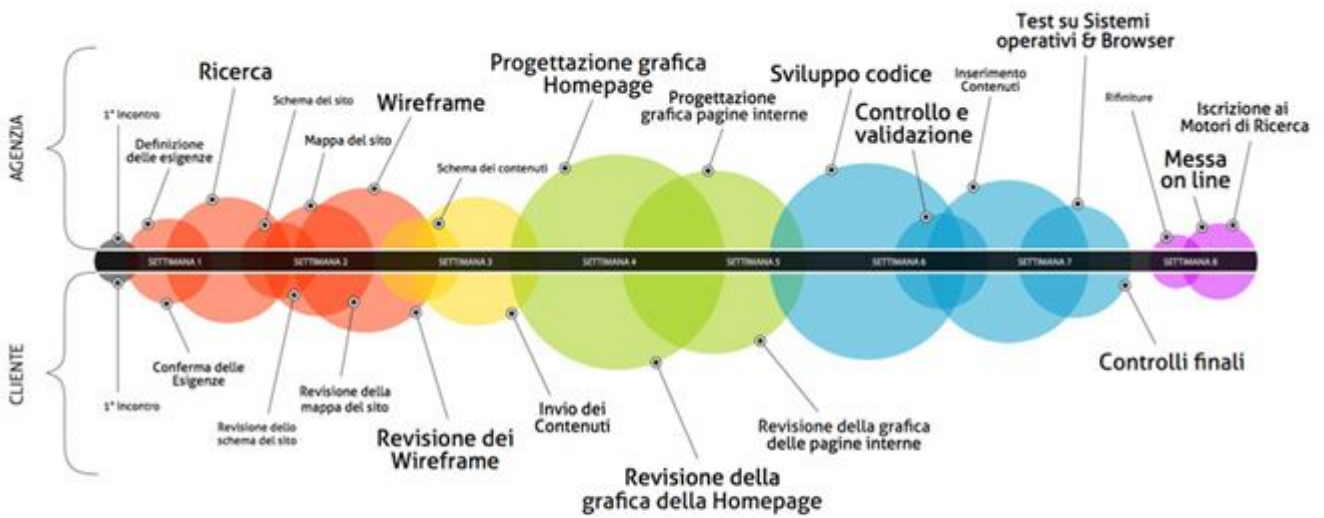 AGENZIA
1° Incontro
Definizione
delle esigenze
Ricerca
Schema del sito
Mappa del sito
Wireframe
Schema dei contenuti
Progettazione grafica
Homepage
Progettazione
grafica pagine interne
Sviluppo codice
Controllo e
validazione
Inserimento
Contenuti
Test su Sistemi
operativi & Browser
Rifiniture
Messa
on line
Iscrizione ai
Motori di Ricerca
SETTIMANA 1
SETTIMANA 2
SETTIMANA 3
SETTIMANA 4
SETTIMANA 5
SETTIMANA 6
SETTIMANA 7
SETTIMANA 8
CLIENTE
1° Incontro
Conferma delle
Esigenze
Revisione dello
schema del sito
Revisione della
mappa del sito
Revisione dei
Wireframe
Invio dei
Contenuti
Revisione della
grafica della Homepage
Revisione della grafica
delle pagine interne
Controlli finali